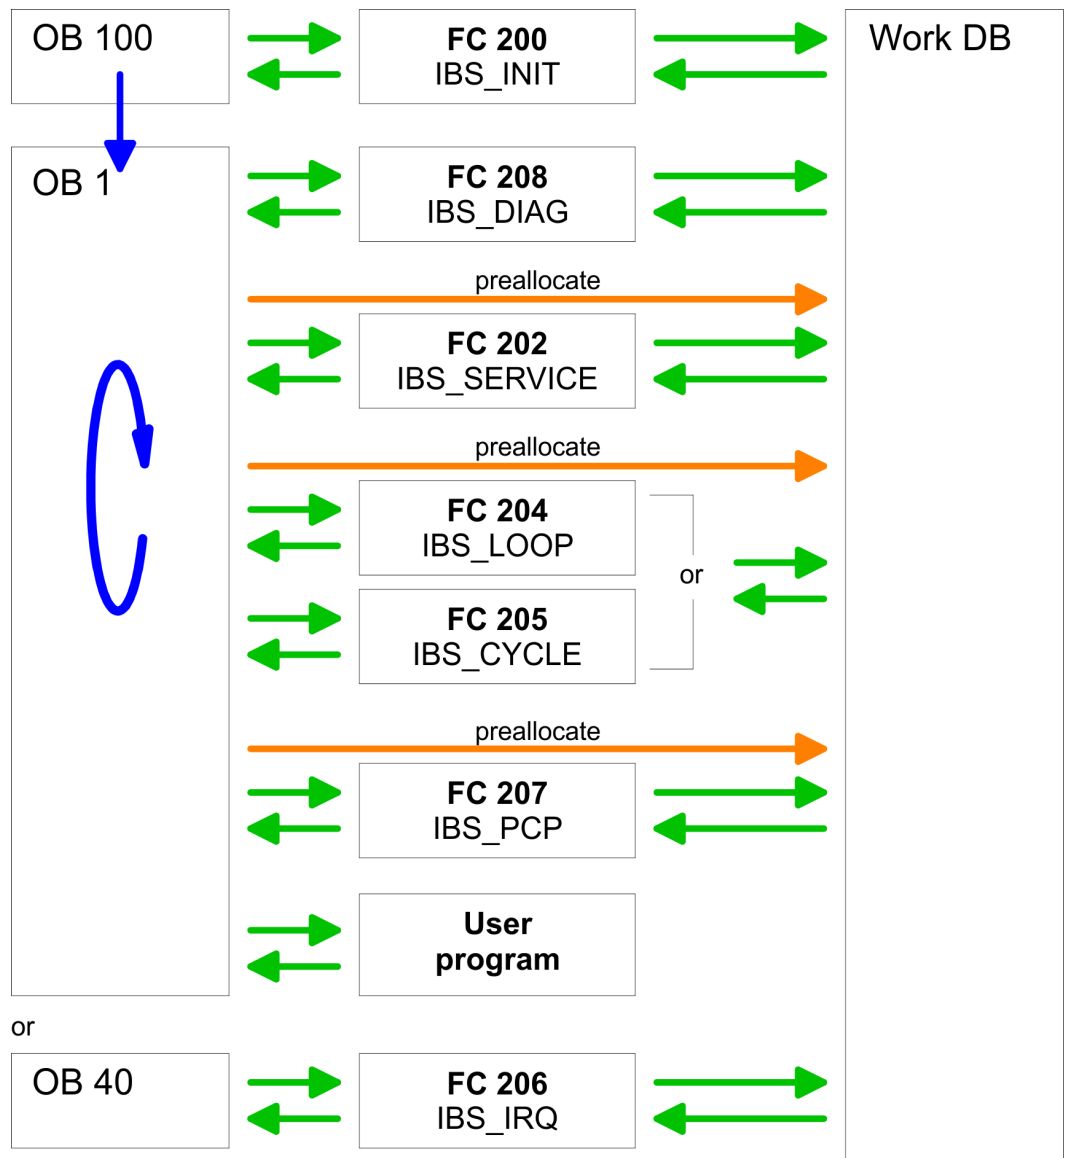 OB 100
FC 200
IBS_INIT
Work DB
OB 1
FC 208
IBS_DIAG
preallocate
FC 202
IBS_SERVICE
preallocate
FC 204
IBS_LOOP
or
FC 205
IBS_CYCLE
preallocate
FC 207
IBS_PCP
User
program
or
OB 40
FC 206
IBS_IRQ